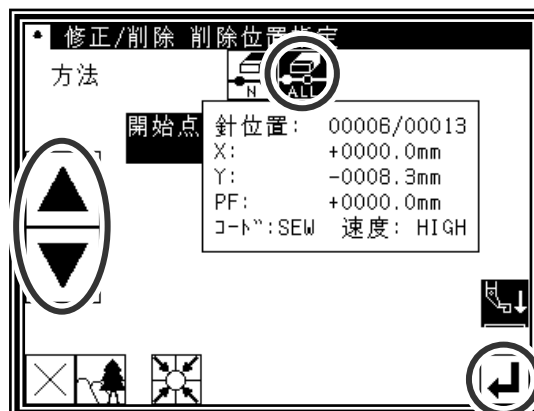 修正/削除 削除位置指定
方法
N ALL
開始点
針位置: 00006/00013
X: +0000.0mm
Y: -0008.3mm
PF: +0000.0mm
コード:SEW 速度: HIGH